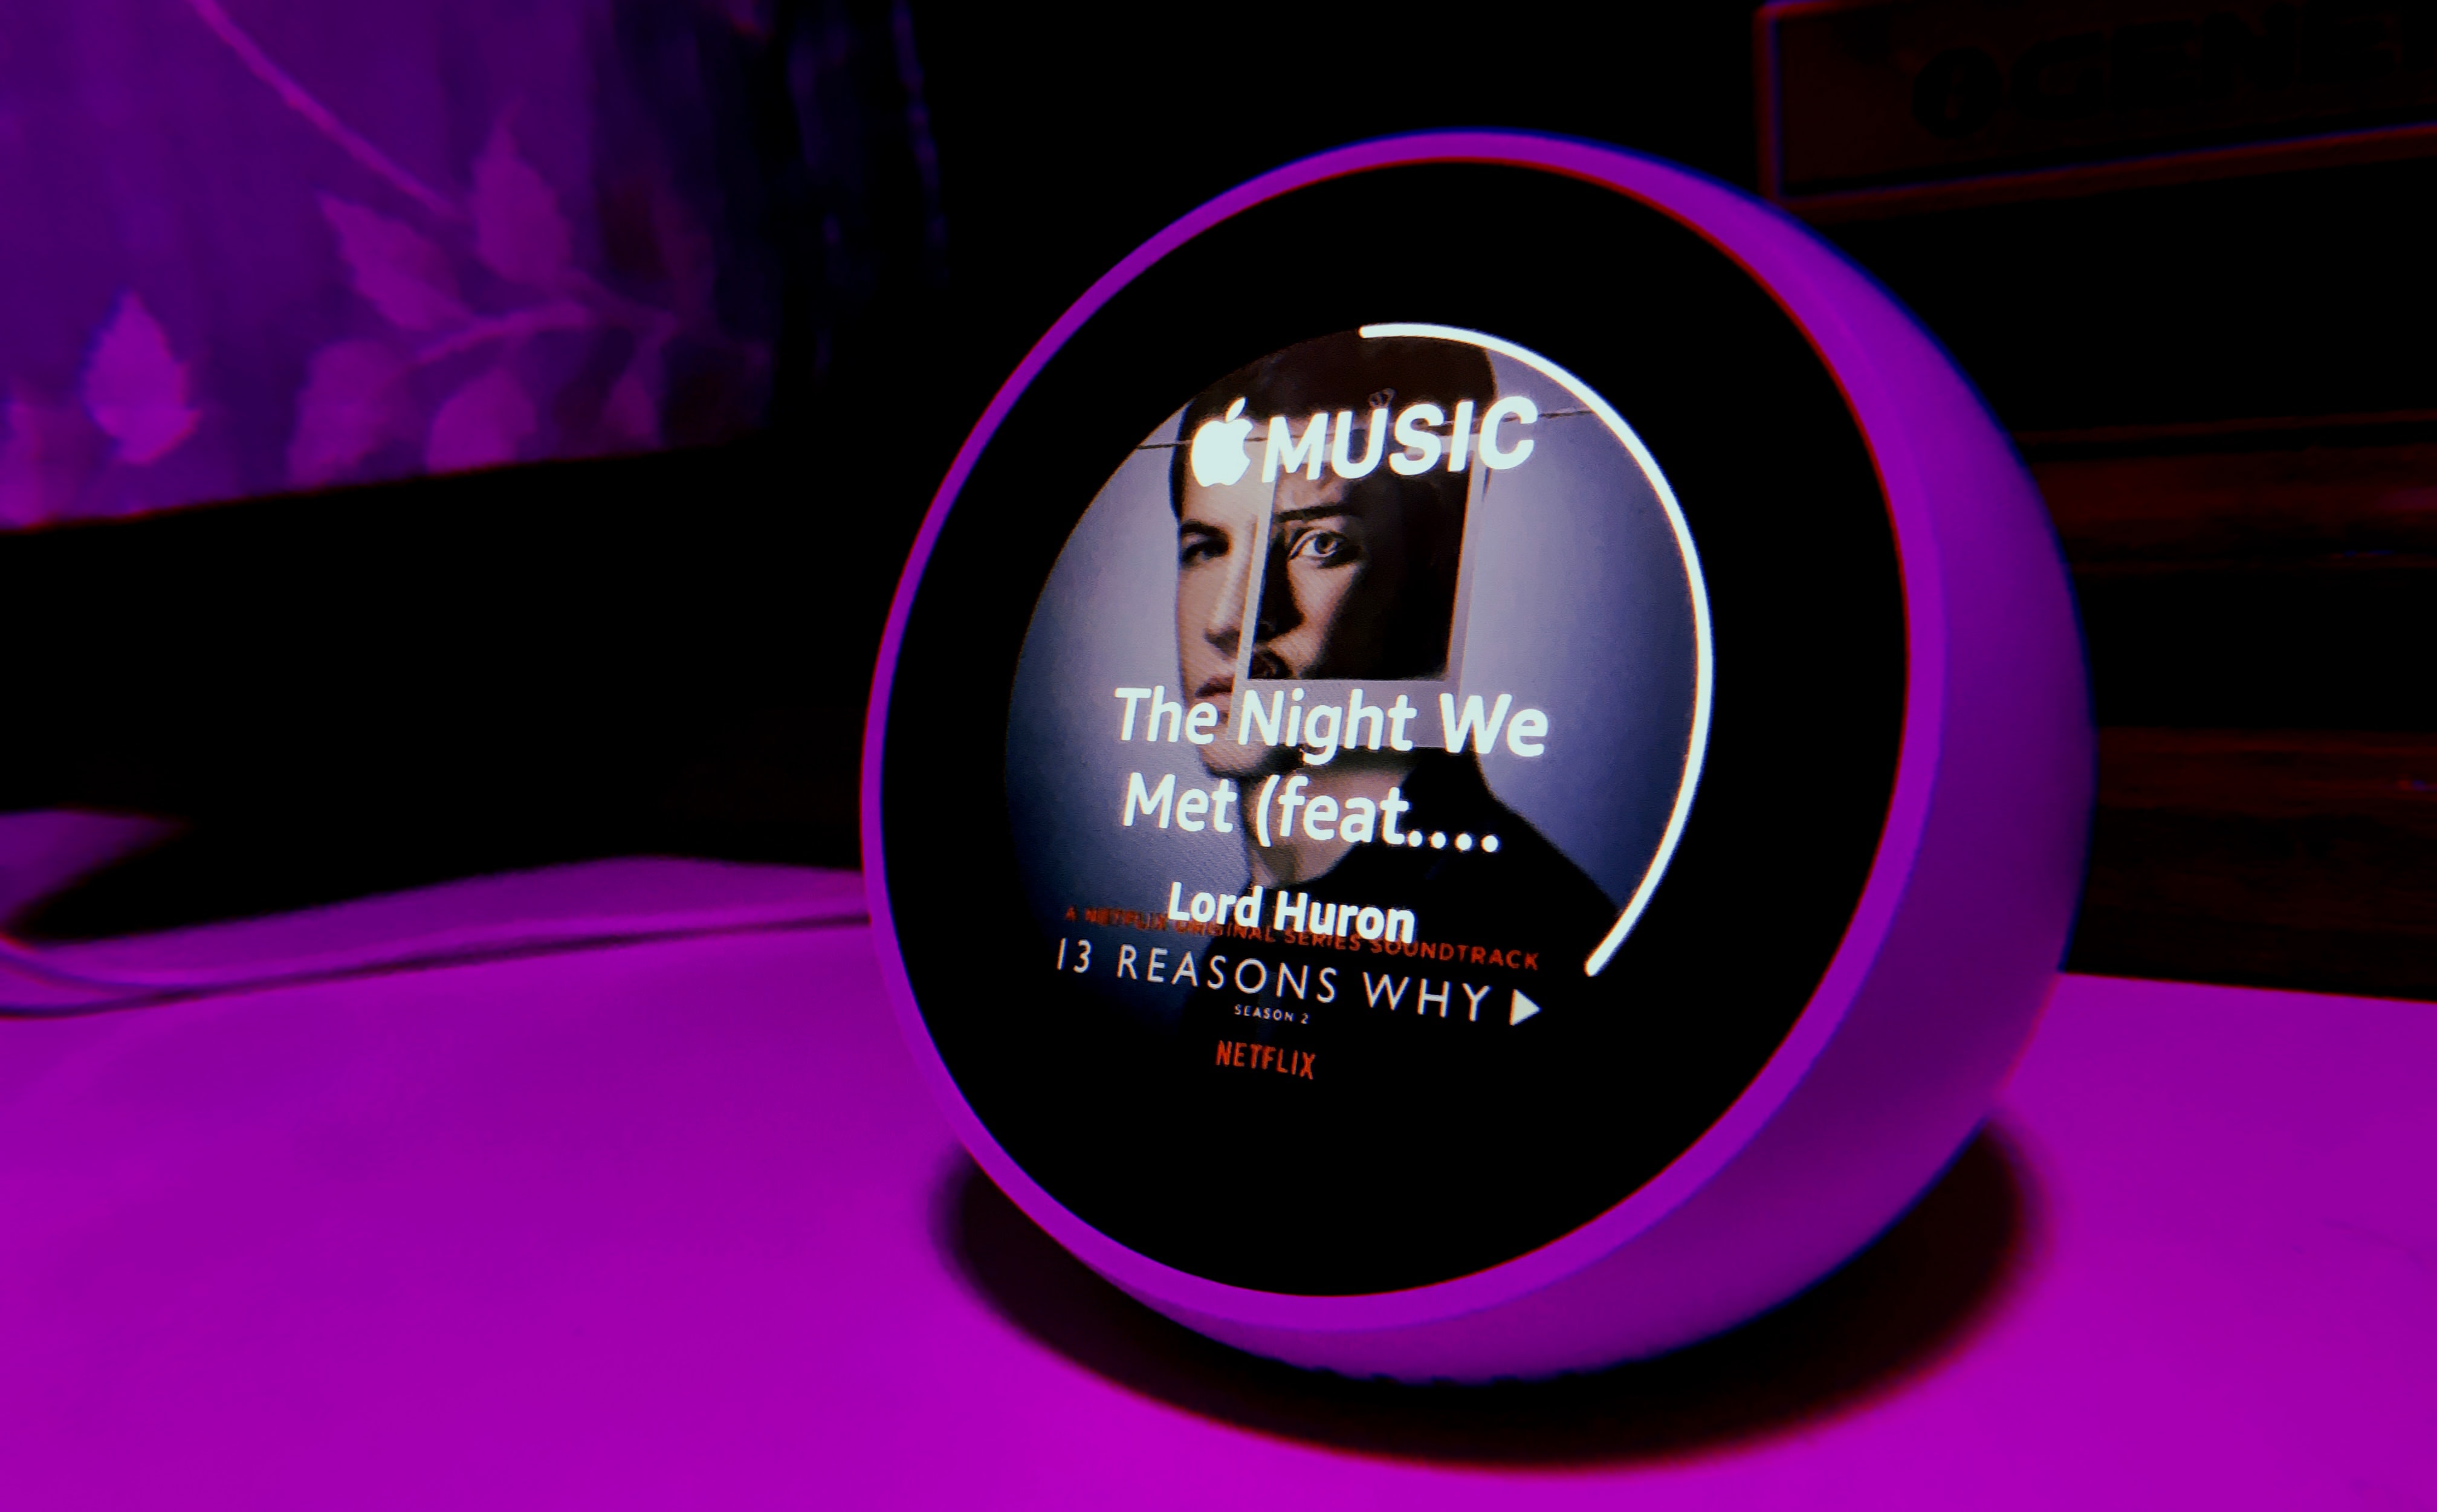 MUSIC
The Night We
Met (feat....
Lord Huron
A NETFLIX ORIGINAL SERIES SOUNDTRACK
13 REASONS WHY
SEASON 2
NETFLIX